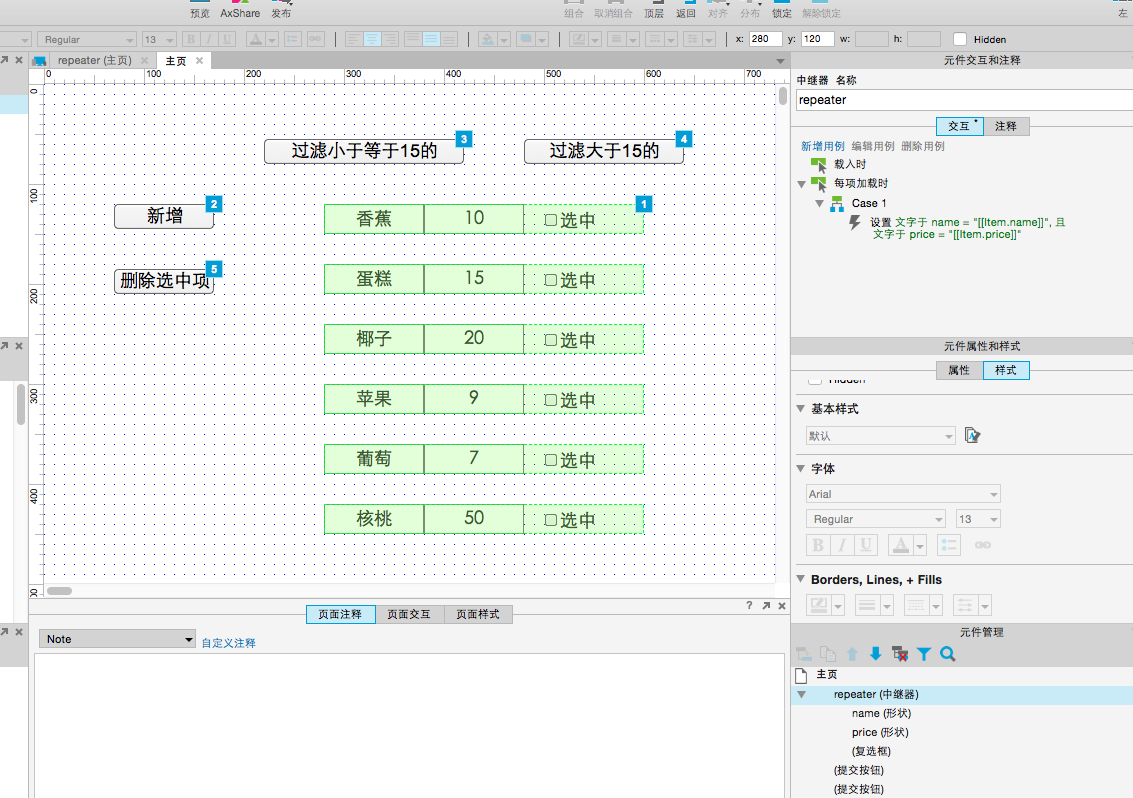 预览 AxShare 发布 组合 取消组合 顶层 返回 对齐 分布 锁定 解除锁定 左
Regular 13 B I U A x: 280 y: 120 w: h: Hidden
repeater (主页) 主页
0 100 200 300 400 500 600 700
0
100
200
300
400
过滤小于等于15的 3 过滤大于15的 4
新增 2
删除选中项 5
1
香蕉 10 选中
蛋糕 15 选中
椰子 20 选中
苹果 9 选中
葡萄 7 选中
核桃 50 选中
? 
页面注释 页面交互 页面样式
Note 自定义注释
元件交互和注释
中继器 名称
repeater
交互 * 注释
新增用例 编辑用例 删除用例
载入时
每项加载时
Case 1
设置 文字于 name = "[[Item.name]]", 且
文字于 price = "[[Item.price]]"
元件属性和样式
属性 样式
Hidden
基本样式
默认
字体
Arial
Regular 13
B I U A
Borders, Lines, + Fills
元件管理
主页
repeater (中继器)
name (形状)
price (形状)
(复选框)
(提交按钮)
(提交按钮)